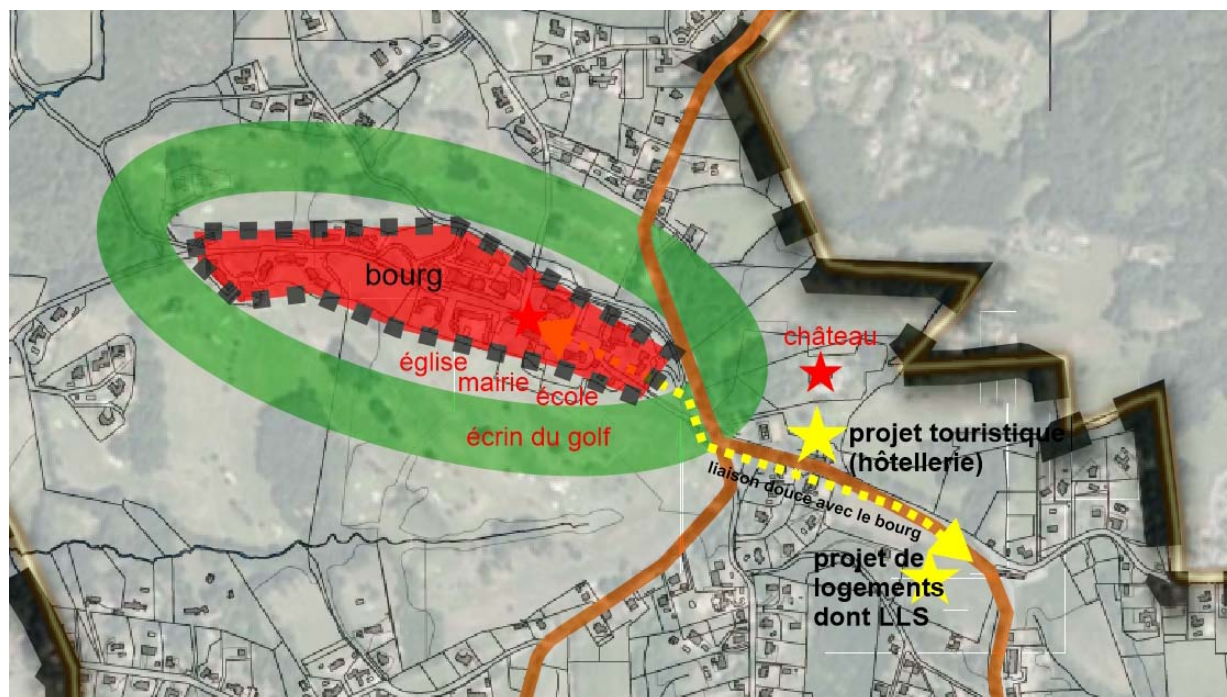 bourg
château
église
mairie
école
écrin du golf
projet touristique
(hôtellerie)
liaison douce avec le bourg
projet de
logements
dont LLS